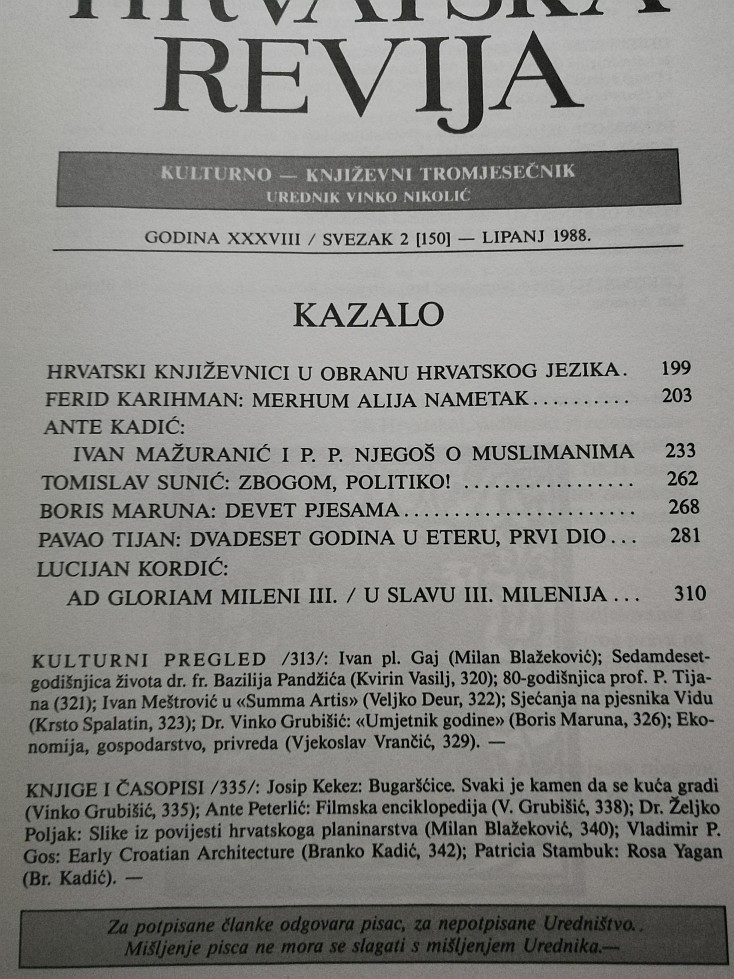 HRVATSKA
REVIJA
KULTURNO — KNJIŽEVNI TROMJESEČNIK
UREDNIK VINKO NIKOLIĆ
GODINA XXXVIII / SVEZAK 2 [150] — LIPANJ 1988.
KAZALO
HRVATSKI KNJIŽEVNICI U OBRANU HRVATSKOG JEZIKA. 199
FERID KARIHMAN: MERHUM ALIJA NAMETAK.......... 203
ANTE KADIĆ:
IVAN MAŽURANIĆ I P. P. NJEGOŠ O MUSLIMANIMA 233
TOMISLAV SUNIĆ: ZBOGOM, POLITIKO! ................. 262
BORIS MARUNA: DEVET PJESAMA....................... 268
PAVAO TIJAN: DVADESET GODINA U ETERU, PRVI DIO... 281
LUCIJAN KORDIĆ:
AD GLORIAM MILENI III. / U SLAVU III. MILENIJA ... 310
KULTURNI PREGLED /313/: Ivan pl. Gaj (Milan Blažeković); Sedamdeset-
godišnjica života dr. fr. Bazilija Pandžića (Kvirin Vasilj, 320); 80-godišnjica prof. P. Tija-
na (321); Ivan Meštrović u «Summa Artis» (Veljko Deur, 322); Sjećanja na pjesnika Vidu
(Krsto Spalatin, 323); Dr. Vinko Grubišić: «Umjetnik godine» (Boris Maruna, 326); Eko-
nomija, gospodarstvo, privreda (Vjekoslav Vrančić, 329). —
KNJIGE I ČASOPISI /335/: Josip Kekez: Bugaršćice. Svaki je kamen da se kuća gradi
(Vinko Grubišić, 335); Ante Peterlić: Filmska enciklopedija (V. Grubišić, 338); Dr. Željko
Poljak: Slike iz povijesti hrvatskoga planinarstva (Milan Blažeković, 340); Vladimir P.
Gos: Early Croatian Architecture (Branko Kadić, 342); Patricia Stambuk: Rosa Yagan
(Br. Kadić). —
Za potpisane članke odgovara pisac, za nepotpisane Uredništvo..
Mišljenje pisca ne mora se slagati s mišljenjem Urednika.—